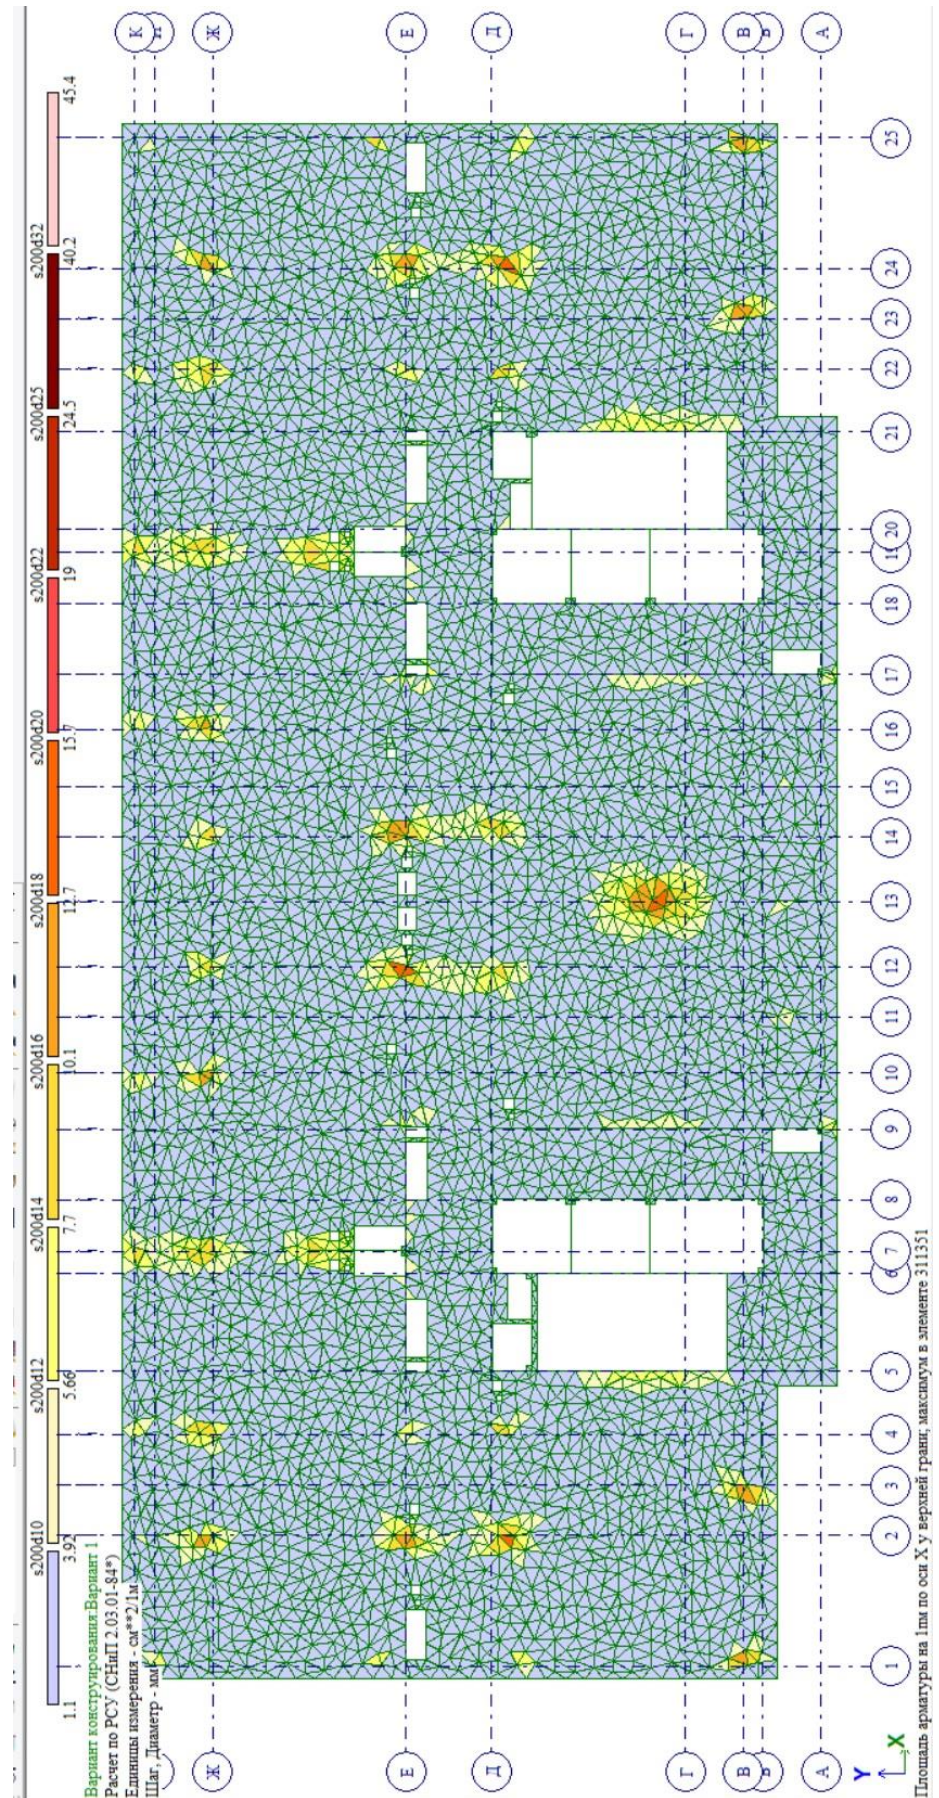 s200d10 s200d12 s200d14 s200d16 s200d18 s200d20 s200d22 s200d25 s200d32
1.1 3.92 5.66 7.7 10.1 12.7 15.7 19 24.5 40.2 45.4
Вариант конструирования:Вариант 1
Расчет по РСУ (СНиП 2.03.01-84*)
Единицы измерения - см**2/1м
Шаг, Диаметр - мм
К
Ж Ж
Е Е
Д Д
Г Г
В В
Б Б
А А
1 2 3 4 5 6 7 8 9 10 11 12 13 14 15 16 17 18 19 20 21 22 23 24 25
Y
X
Площадь арматуры на 1пм по оси X у верхней грани; максимум в элементе 311351